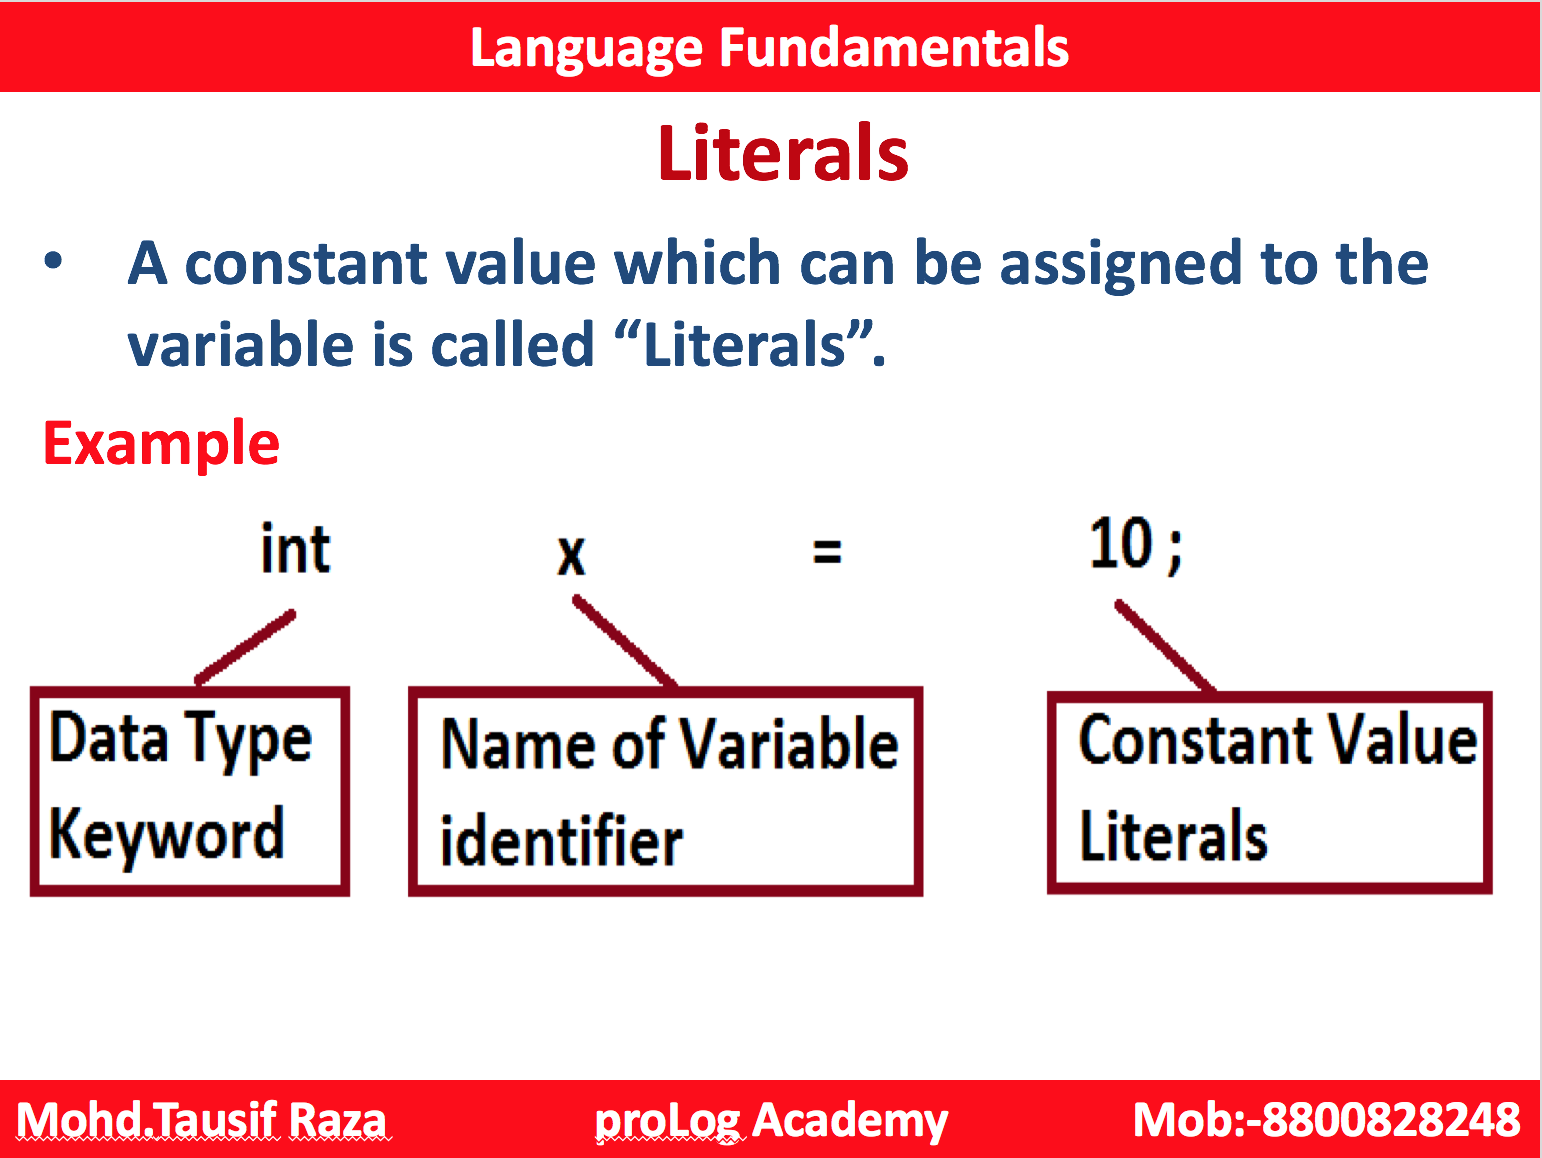 Language Fundamentals
Literals
• A constant value which can be assigned to the
variable is called “Literals”.
Example
int x = 10 ;
Data Type
Keyword
Name of Variable
identifier
Constant Value
Literals
Mohd.Tausif Raza proLog Academy Mob:-8800828248